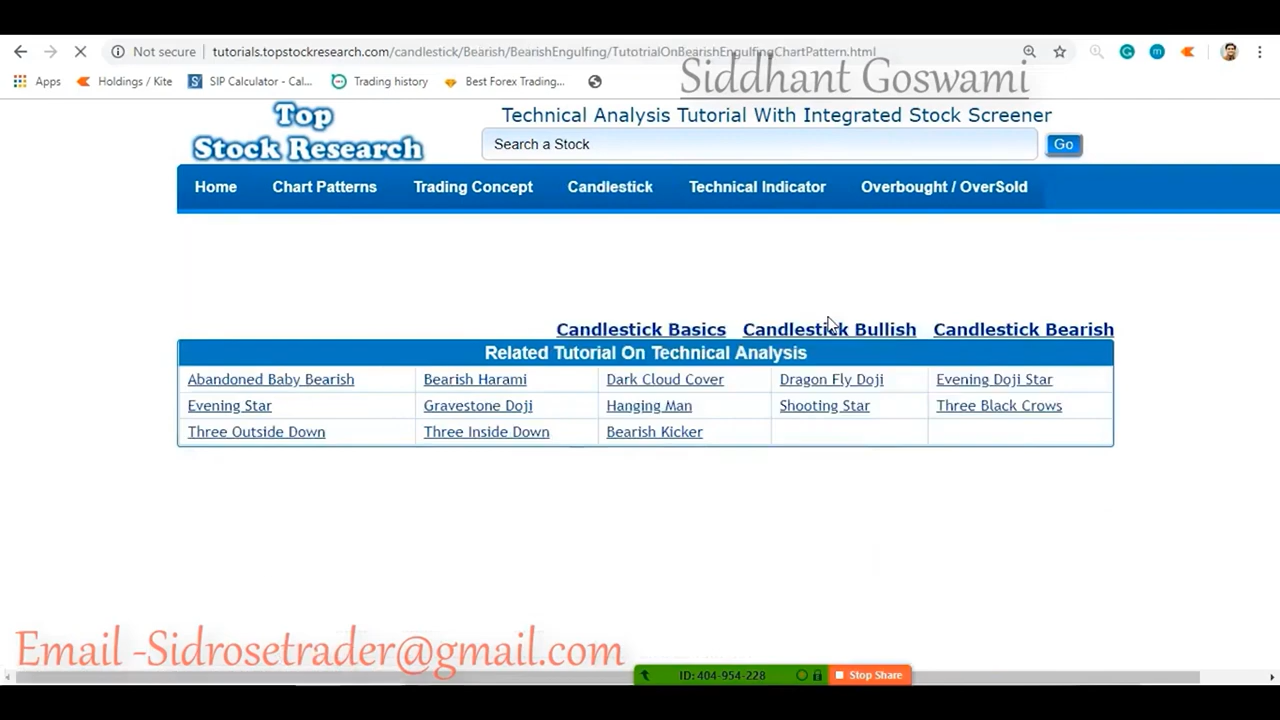 Not secure tutorials.topstockresearch.com/candlestick/Bearish/BearishEngulfing/TutotrialOnBearishEngulfingChartPattern.html
Apps Holdings / Kite SIP Calculator - Cal... Trading history Best Forex Trading...
Siddhant Goswami
Top
Stock Research
Technical Analysis Tutorial With Integrated Stock Screener
Search a Stock Go
Home Chart Patterns Trading Concept Candlestick Technical Indicator Overbought / OverSold
Candlestick Basics Candlestick Bullish Candlestick Bearish
Related Tutorial On Technical Analysis
Abandoned Baby Bearish Bearish Harami Dark Cloud Cover Dragon Fly Doji Evening Doji Star
Evening Star Gravestone Doji Hanging Man Shooting Star Three Black Crows
Three Outside Down Three Inside Down Bearish Kicker
Email -Sidrosetrader@gmail.com
ID: 404-954-228 Stop Share